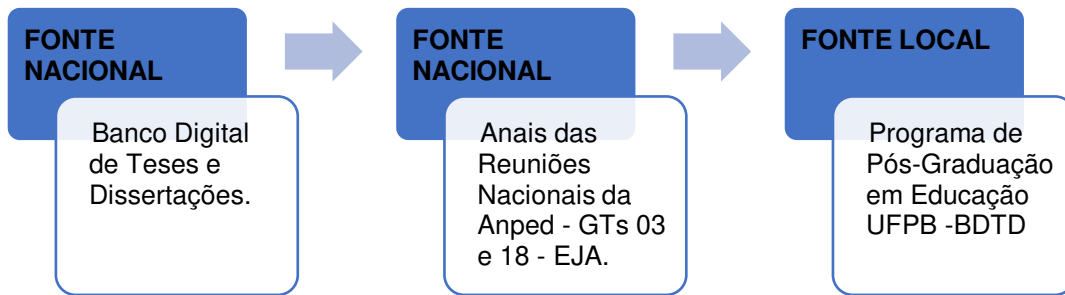 FONTE
NACIONAL
Banco Digital
de Teses e
Dissertações.
FONTE
NACIONAL
Anais das
Reuniões
Nacionais da
Anped - GTs 03
e 18 - EJA.
FONTE LOCAL
Programa de
Pós-Graduação
em Educação
UFPB -BDTD